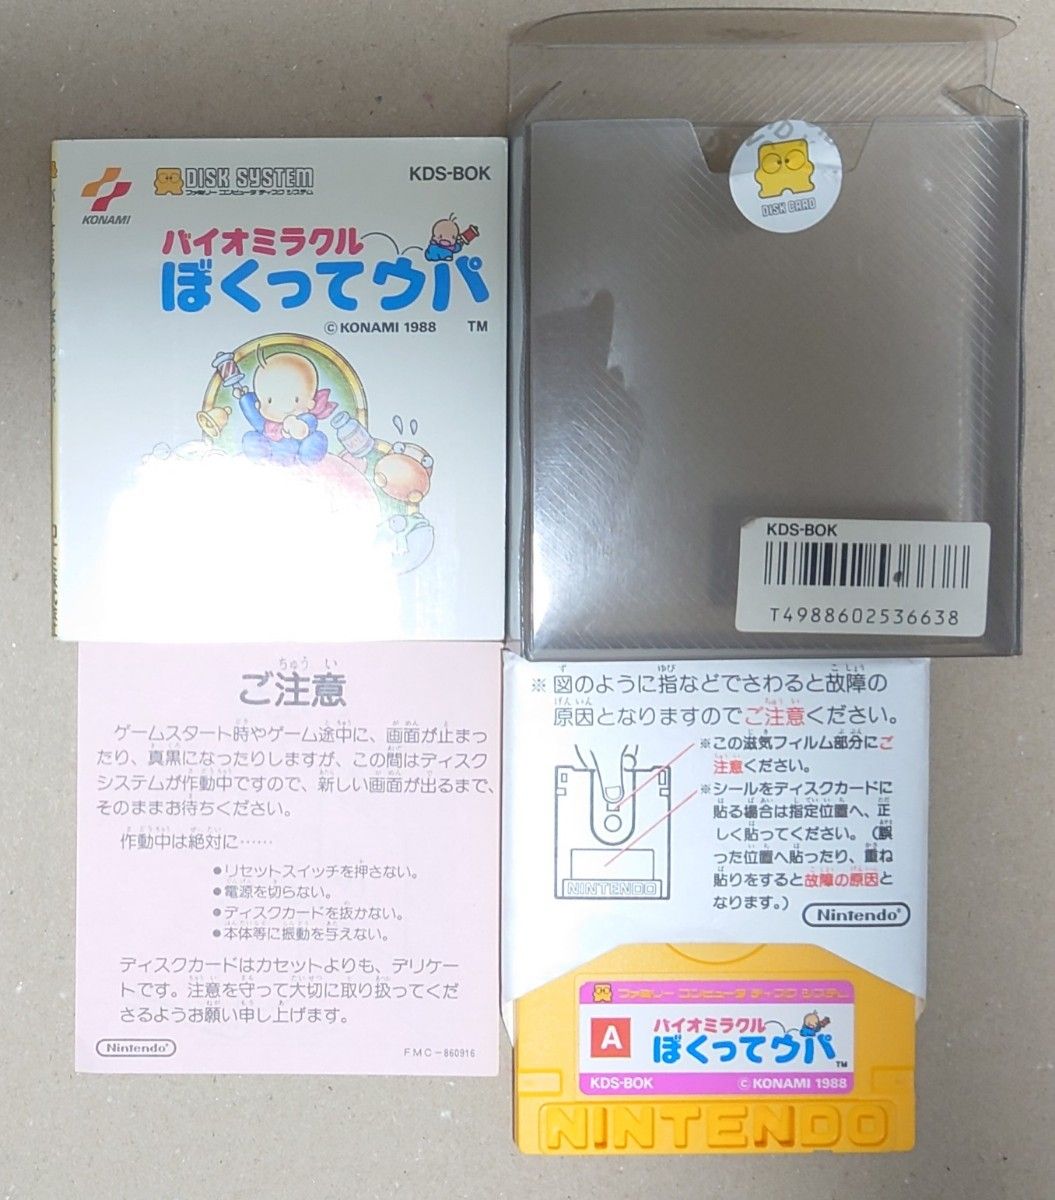 KONAMI
DISK SYSTEM
ファミリー コンピュータ ディスク システム
KDS-BOK
バイオミラクル
ぼくってウパ
© KONAMI 1988 TM
DISK CARD
KDS-BOK
T4988602536638
ちゅう い
ご注意
ゲームスタート時やゲーム途中に、画面が止まっ
たり、真黒になったりしますが、この間はディスク
システムが作動中ですので、新しい画面が出るまで、
そのままお待ちください。
作動中は絶対に……
●リセットスイッチを押さない。
●電源を切らない。
●ディスクカードを抜かない。
●本体等に振動を与えない。
ディスクカードはカセットよりも、デリケー
トです。注意を守って大切に取り扱ってくだ
さるようお願い申し上げます。
Nintendo®
FMC-860916
※図のように指などでさわると故障の
原因となりますのでご注意ください。
※この滋気フィルム部分にご
注意ください。
※シールをディスクカードに
貼る場合は指定位置へ、正
しく貼ってください。(誤
った位置へ貼ったり、重ね
貼りをすると故障の原因と
なります。)
NINTENDO
Nintendo®
ファミリー コンピュータ ディスク システム
A
バイオミラクル
ぼくってウパ
TM
KDS-BOK © KONAMI 1988
NINTENDO